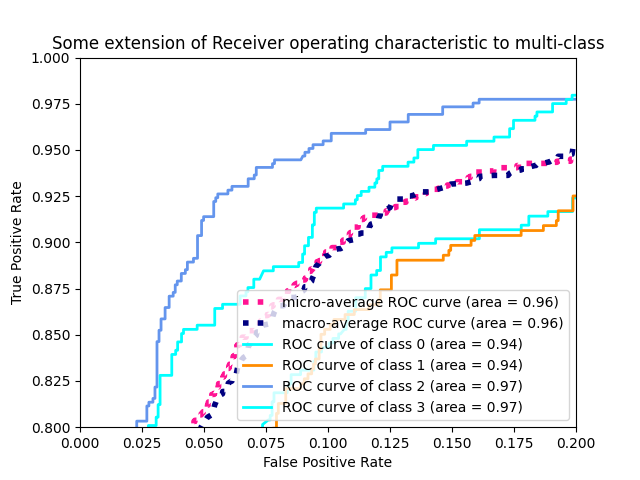 Some extension of Receiver operating characteristic to multi-class
1.000
0.975
0.950
0.925
0.900
0.875
0.850
0.825
0.800
True Positive Rate
micro-average ROC curve (area = 0.96)
macro-average ROC curve (area = 0.96)
ROC curve of class 0 (area = 0.94)
ROC curve of class 1 (area = 0.94)
ROC curve of class 2 (area = 0.97)
ROC curve of class 3 (area = 0.97)
0.000 0.025 0.050 0.075 0.100 0.125 0.150 0.175 0.200
False Positive Rate